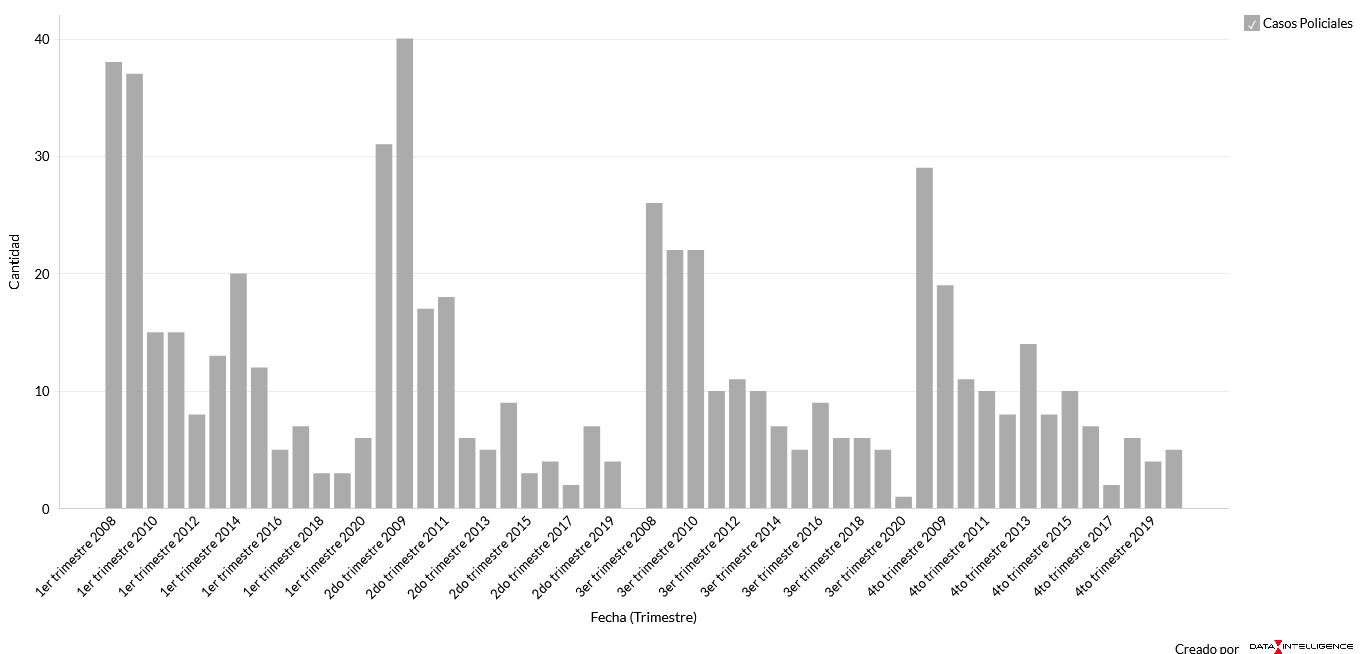 Casos Policiales
40
30
20
10
0
Cantidad
1er trimestre 2008
1er trimestre 2010
1er trimestre 2012
1er trimestre 2014
1er trimestre 2016
1er trimestre 2018
1er trimestre 2020
2do trimestre 2009
2do trimestre 2011
2do trimestre 2013
2do trimestre 2015
2do trimestre 2017
2do trimestre 2019
3er trimestre 2008
3er trimestre 2010
3er trimestre 2012
3er trimestre 2014
3er trimestre 2016
3er trimestre 2018
3er trimestre 2020
4to trimestre 2009
4to trimestre 2011
4to trimestre 2013
4to trimestre 2015
4to trimestre 2017
4to trimestre 2019
Fecha (Trimestre)
Creado por DATA INTELLIGENCE